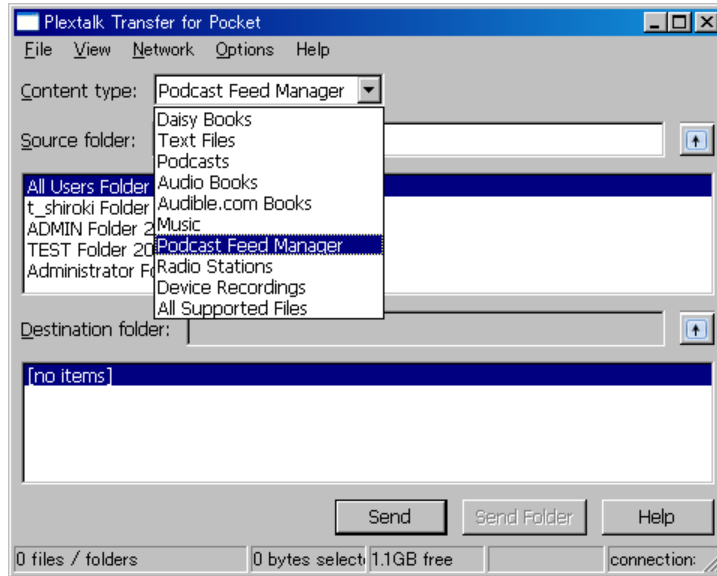 Plextalk Transfer for Pocket
File View Network Options Help
Content type: Podcast Feed Manager
Daisy Books
Source folder: Text Files
Podcasts
All Users Folder Audio Books
t_shiroki Folder Audible.com Books
ADMIN Folder 2 Music
TEST Folder 20 Podcast Feed Manager
Administrator Fo Radio Stations
Device Recordings
All Supported Files
Destination folder:
[no items]
Send Send Folder Help
0 files / folders 0 bytes select 1.1GB free connection: